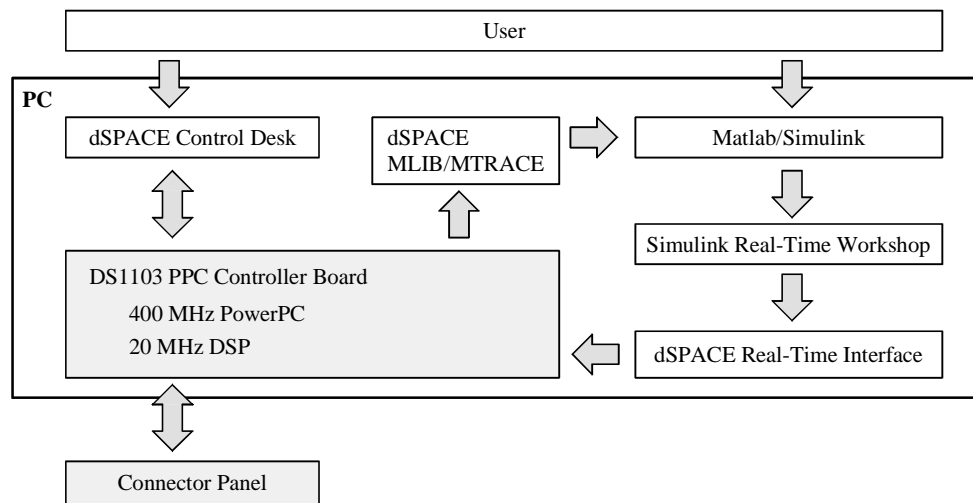 User
PC
dSPACE Control Desk
dSPACE
MLIB/MTRACE
Matlab/Simulink
Simulink Real-Time Workshop
DS1103 PPC Controller Board
400 MHz PowerPC
20 MHz DSP
dSPACE Real-Time Interface
Connector Panel